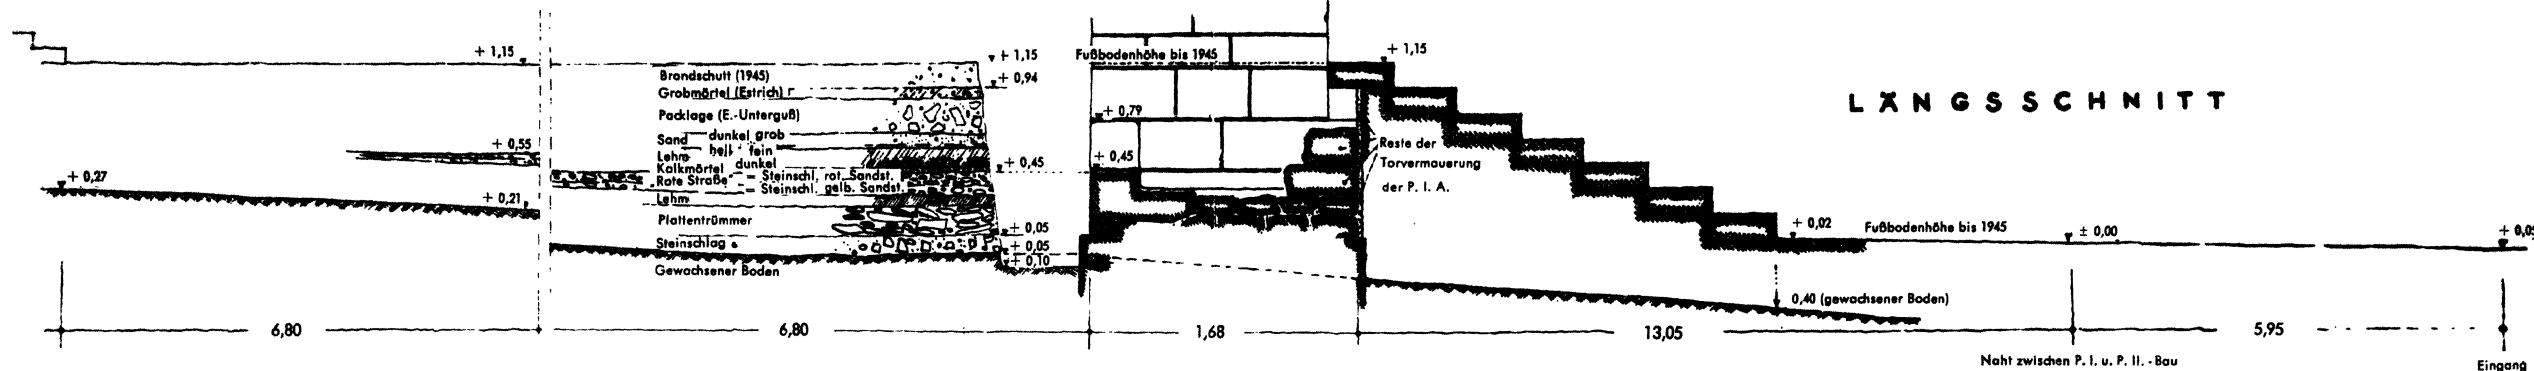 LÄNGSSCHNITT
+ 1,15
+ 0,55
+ 0,27
+ 0,21
Brandschutt (1945)
Grobmörtel (Estrich)
Packlage (E.-Unterguß)
Sand dunkel grob
hell fein
Lehm dunkel
Kalkmörtel
Rote Straße = Steinschl. rot. Sandst.
= Steinschl. gelb. Sandst.
Lehm
Plattentrümmer
Steinschlag
Gewachsener Boden
+ 1,15
+ 0,94
+ 0,45
+ 0,05
+ 0,05
+ 0,10
Fußbodenhöhe bis 1945
+ 0,79
+ 0,45
+ 1,15
Reste der
Torvermauerung
der P. I. A.
+ 0,02
Fußbodenhöhe bis 1945
± 0,00
+ 0,05
0,40 (gewachsener Boden)
6,80
6,80
1,68
13,05
5,95
Naht zwischen P. I. u. P. II. - Bau
Eingang